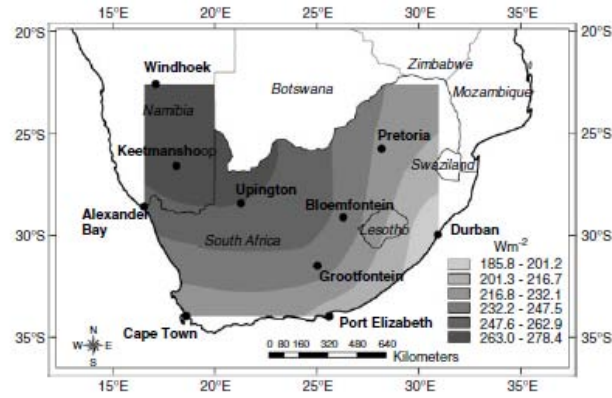 15°E 20°E 25°E 30°E 35°E
20°S 20°S
Zimbabwe
Windhoek
Botswana
Mozambique
Namibia
25°S 25°S
Pretoria
Keetmanshoop
Swaziland
Upington
Bloemfontein
Alexander
Bay
Durban
30°S 30°S
South Africa
Lesotho
Wm-2
185.8 - 201.2
Grootfontein
201.3 - 216.7
216.8 - 232.1
232.2 - 247.5
Port Elizabeth
247.6 - 262.9
Cape Town
263.0 - 278.4
35°S 35°S
N
W E
S
0 80 160 320 480 640
Kilometers
15°E 20°E 25°E 30°E 35°E